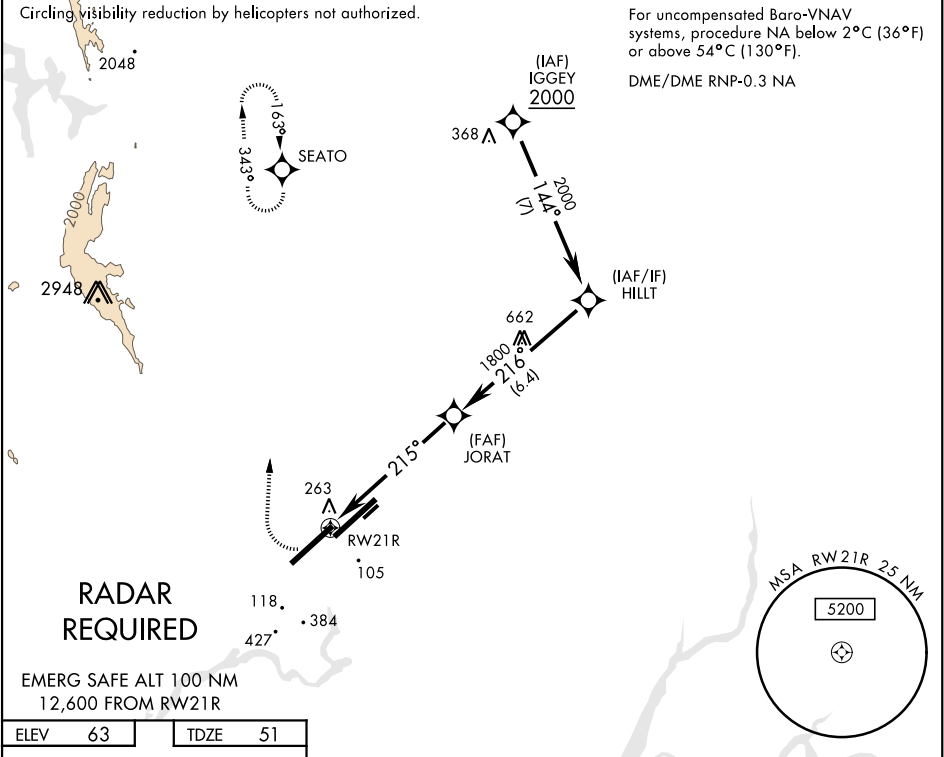 Circling visibility reduction by helicopters not authorized.
For uncompensated Baro-VNAV
systems, procedure NA below 2°C (36°F)
or above 54°C (130°F).
DME/DME RNP-0.3 NA
2048
163°
343°
SEATO
(IAF)
IGGEY
2000
368
2000
144°
(7)
2000
2948
(IAF/IF)
HILLT
662
1800
216°
(6.4)
(FAF)
JORAT
215°
263
RW21R
105
118
384
427
RADAR
REQUIRED
MSA RW21R 25 NM
5200
EMERG SAFE ALT 100 NM
12,600 FROM RW21R
ELEV 63
TDZE 51